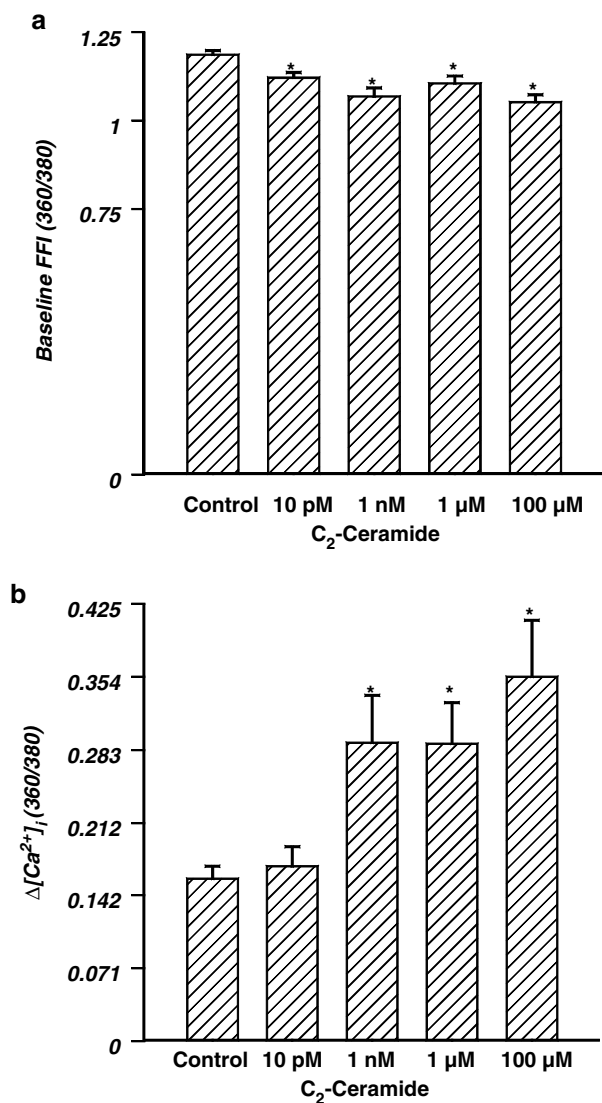 a
1.25
1
0.75
0
Baseline FFI (360/380)
*
*
*
*
Control 10 pM 1 nM 1 µM 100 µM
C₂-Ceramide
b
0.425
0.354
0.283
0.212
0.142
0.071
0
Δ[Ca²⁺]ᵢ (360/380)
*
*
*
Control 10 pM 1 nM 1 µM 100 µM
C₂-Ceramide